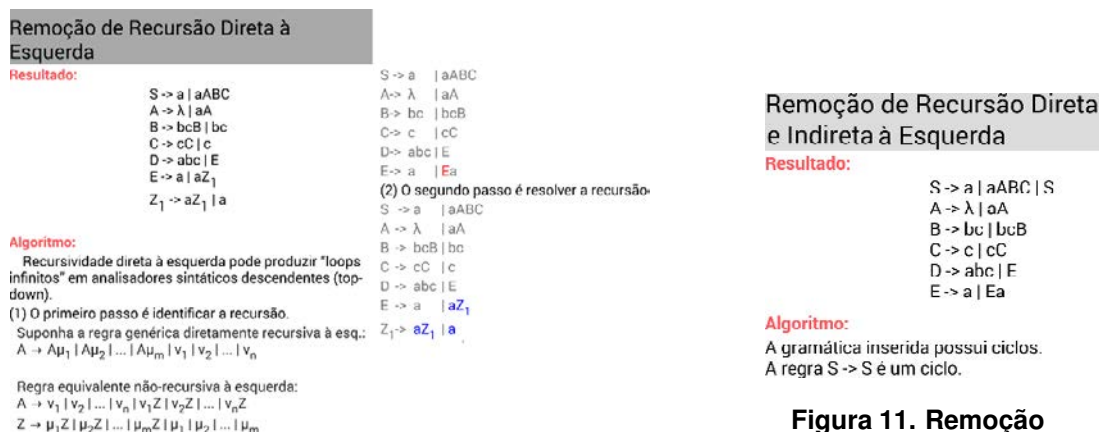 Remoção de Recursão Direta à
Esquerda
Resultado:
S -> a | aABC
A -> λ | aA
B -> bcB | bc
C -> cC | c
D -> abc | E
E -> a | aZ₁
Z₁ -> aZ₁ | a
Algoritmo:
Recursividade direta à esquerda pode produzir "loops
infinitos" em analisadores sintáticos descendentes (top-
down).
(1) O primeiro passo é identificar a recursão.
Suponha a regra genérica diretamente recursiva à esq.:
A → Aμ₁ | Aμ₂ | ... | Aμₘ | v₁ | v₂ | ... | vₙ
Regra equivalente não-recursiva à esquerda:
A → v₁ | v₂ | ... | vₙ | v₁Z | v₂Z | ... | vₙZ
Z → μ₁Z | μ₂Z | ... | μₘZ | μ₁ | μ₂ | ... | μₘ
S -> a | aABC
A-> λ | aA
B-> bc | bcB
C-> c | cC
D-> abc | E
E-> a | Ea
(2) O segundo passo é resolver a recursão
S -> a | aABC
A -> λ | aA
B -> bcB | bc
C -> cC | c
D -> abc | E
E -> a | aZ₁
Z₁-> aZ₁ | a
Remoção de Recursão Direta
e Indireta à Esquerda
Resultado:
S -> a | aABC | S
A -> λ | aA
B -> bc | bcB
C -> c | cC
D -> abc | E
E -> a | Ea
Algoritmo:
A gramática inserida possui ciclos.
A regra S -> S é um ciclo.
Figura 11. Remoção